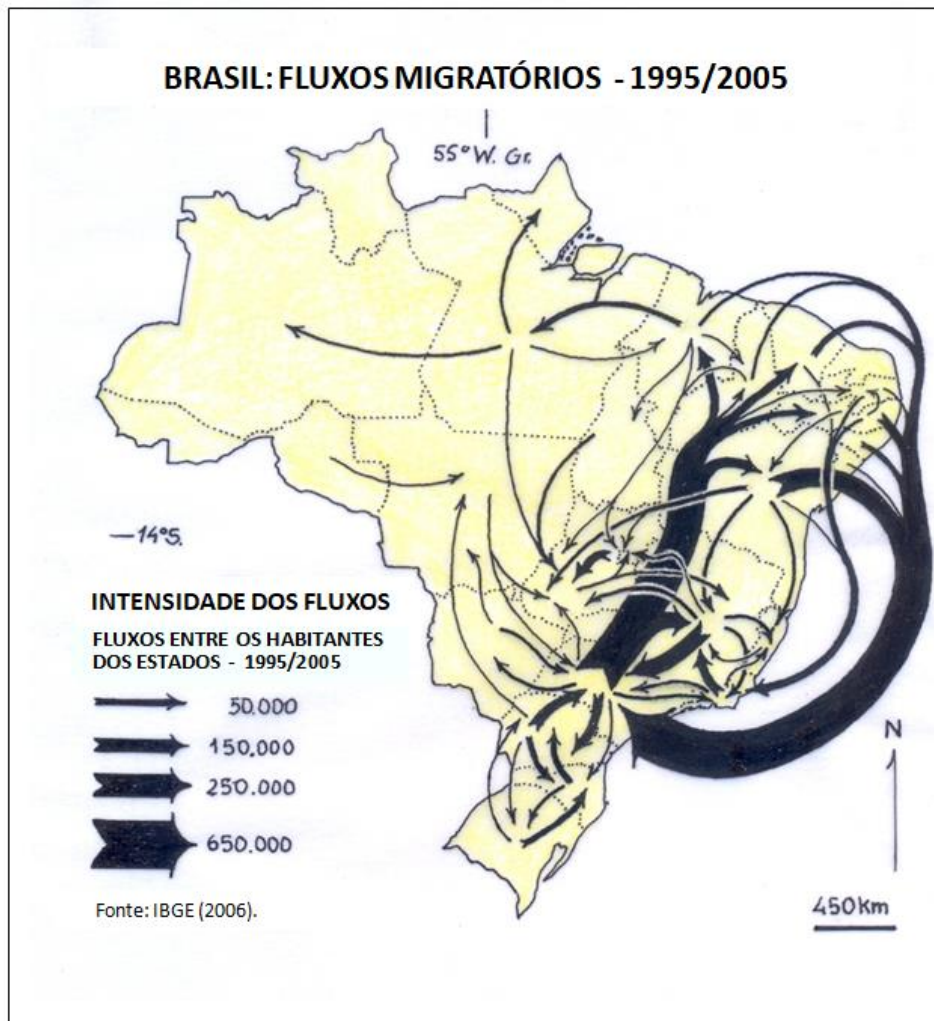 BRASIL: FLUXOS MIGRATÓRIOS - 1995/2005
55°W. Gr.
—14°S.
INTENSIDADE DOS FLUXOS
FLUXOS ENTRE OS HABITANTES
DOS ESTADOS - 1995/2005
50.000
150.000
250.000
650.000
Fonte: IBGE (2006).
N
450Km